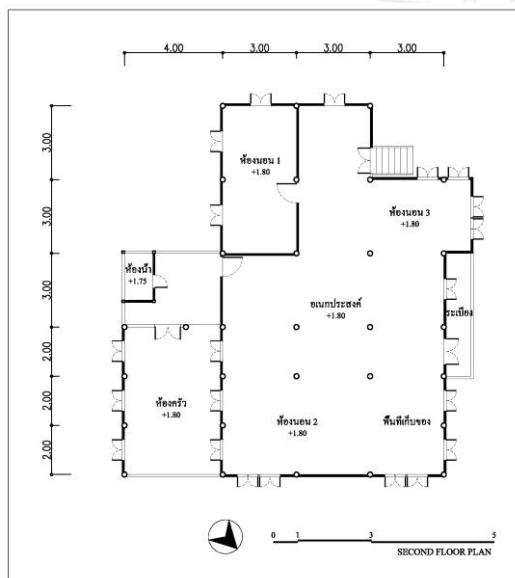 4.00 3.00 3.00 3.00
3.00
3.00
3.00
2.00
2.00
2.00
ห้องนอน 1
+1.80
ห้องนอน 3
+1.80
ห้องน้ำ
+1.75
อเนกประสงค์
+1.80
ระเบียง
ห้องครัว
+1.80
ห้องนอน 2
+1.80
พื้นที่เก็บของ
0 1 3 5
SECOND FLOOR PLAN